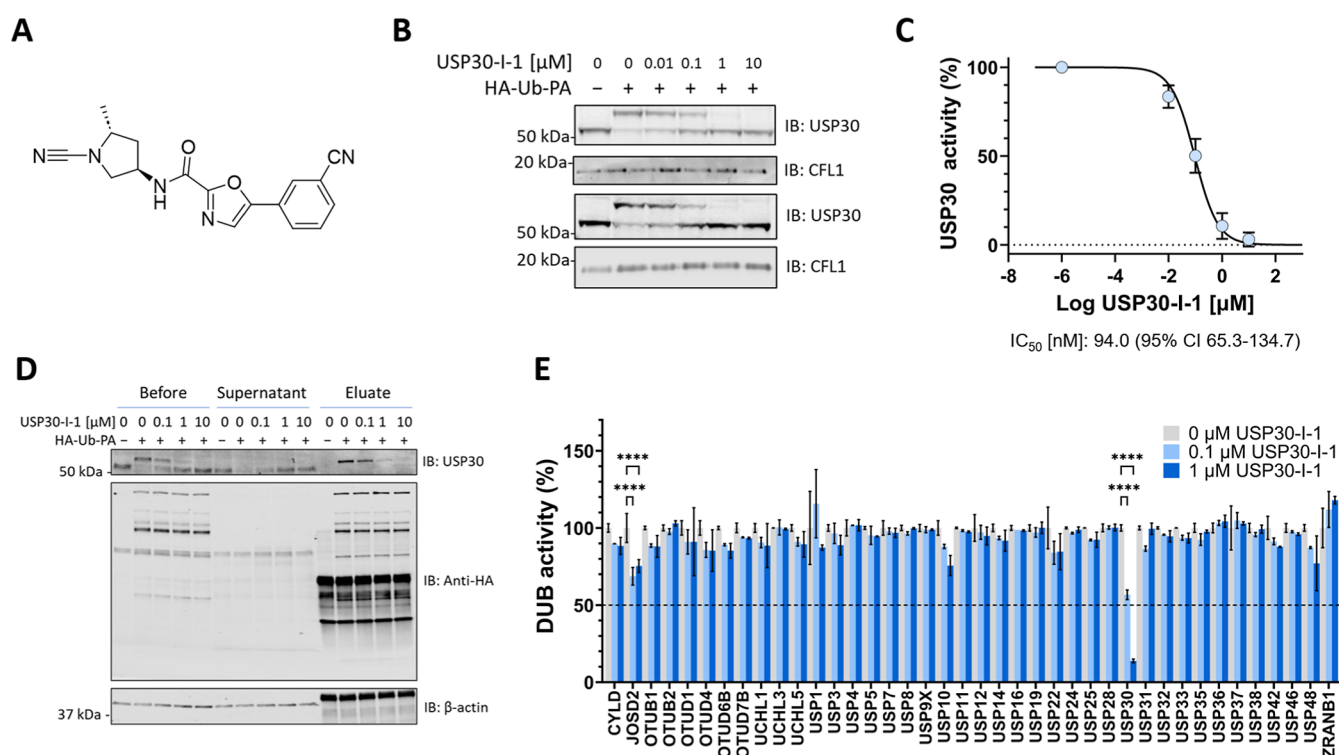 A
N
N
O
N
H
O
N
CN
B
USP30-I-1 [µM] 0 0 0.01 0.1 1 10
HA-Ub-PA − + + + + +
50 kDa- IB: USP30
20 kDa- IB: CFL1
IB: USP30
50 kDa-
20 kDa- IB: CFL1
C
USP30 activity (%)
100
50
0
-8 -6 -4 -2 0 2
Log USP30-I-1 [µM]
IC50 [nM]: 94.0 (95% CI 65.3-134.7)
D
Before Supernatant Eluate
USP30-I-1 [µM] 0 0 0.1 1 10 0 0 0.1 1 10 0 0 0.1 1 10
HA-Ub-PA − + + + + − + + + + − + + + +
50 kDa - IB: USP30
IB: Anti-HA
IB: β-actin
37 kDa -
E
DUB activity (%)
150
100
50
0
0 µM USP30-I-1
0.1 µM USP30-I-1
1 µM USP30-I-1
****
****
****
****
CYLD
JOSD2
OTUB1
OTUB2
OTUD1
OTUD4
OTUD6B
OTUD7B
UCHL1
UCHL3
UCHL5
USP1
USP3
USP4
USP5
USP7
USP8
USP9X
USP10
USP11
USP12
USP14
USP16
USP19
USP22
USP24
USP25
USP28
USP30
USP31
USP32
USP33
USP35
USP36
USP37
USP38
USP42
USP46
USP48
ZRANB1